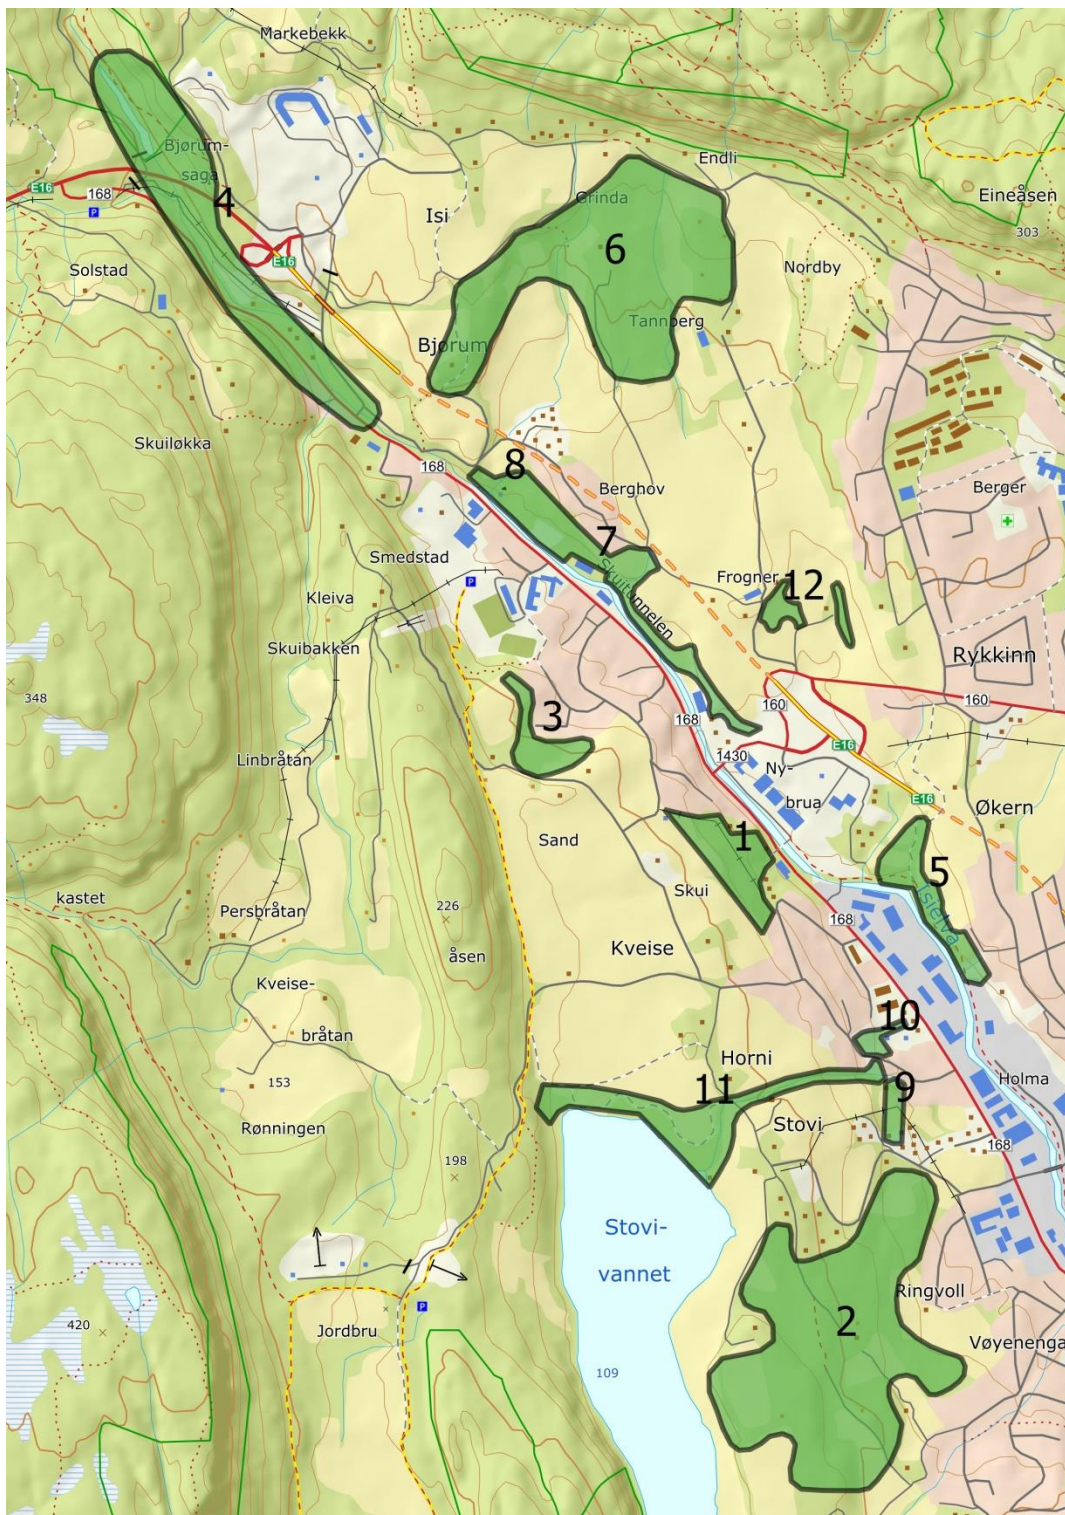 Markebekk
Bjørum-
saga
Endli
E16
168
4
Grinda
Eineåsen
Isi
303
6
Solstad
E16
Nordby
Tannberg
Bjørum
Skuiløkka
8
168
Berghov
Berger
7
Smedstad
Frogner
12
Kleiva
Skuitunnelen
Skuibakken
Rykkinn
348
3
160
160
168
E16
1430
Linbråtan
Ny-
brua
E16
Økern
Sand
1
5
kastet
Skui
226
Persbråtan
168
Isielva
åsen
Kveise
Kveise-
10
bråtan
Horni
153
11
9
Holma
Rønningen
Stovi
168
198
Stovi-
vannet
Ringvoll
420
Jordbru
2
Vøyenenga
109